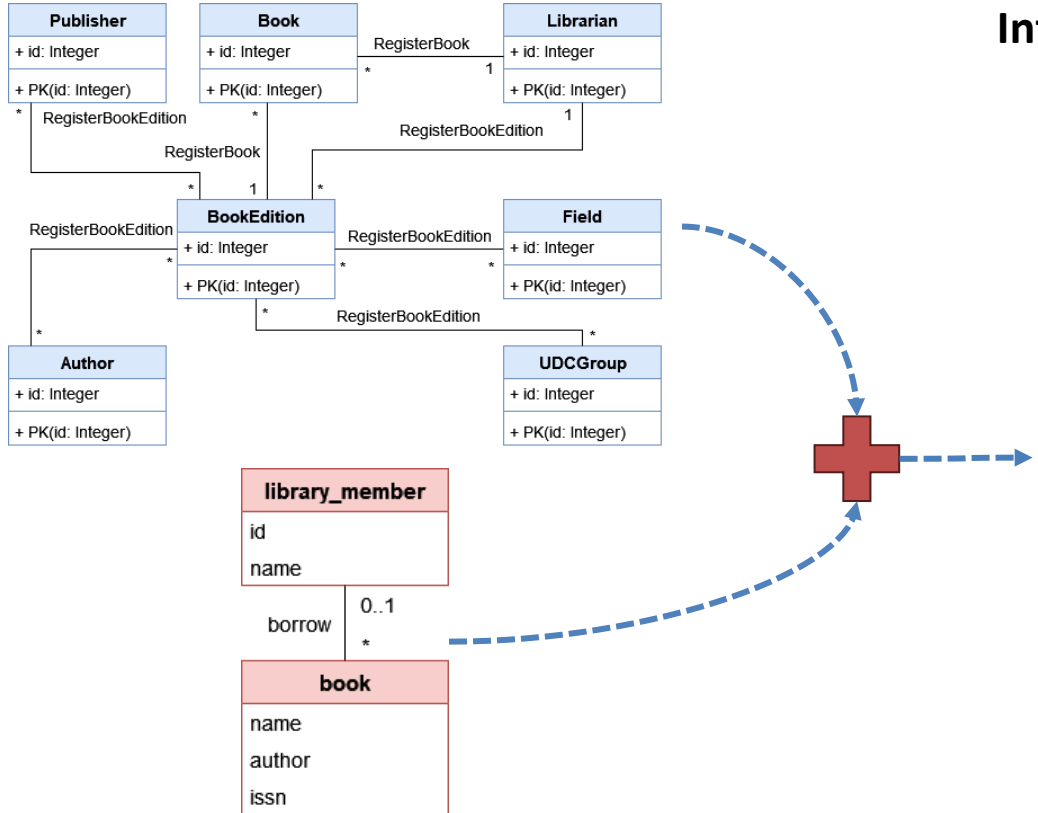 Publisher
+ id: Integer
+ PK(id: Integer)
Book
+ id: Integer
+ PK(id: Integer)
Librarian
+ id: Integer
+ PK(id: Integer)
RegisterBook
*
1
*
RegisterBookEdition
*
*
RegisterBook
1
1
RegisterBookEdition
*
BookEdition
+ id: Integer
+ PK(id: Integer)
Field
+ id: Integer
+ PK(id: Integer)
RegisterBookEdition
*
*
RegisterBookEdition
*
*
*
RegisterBookEdition
*
Author
+ id: Integer
+ PK(id: Integer)
UDCGroup
+ id: Integer
+ PK(id: Integer)
library_member
id
name
0..1
borrow
*
book
name
author
issn